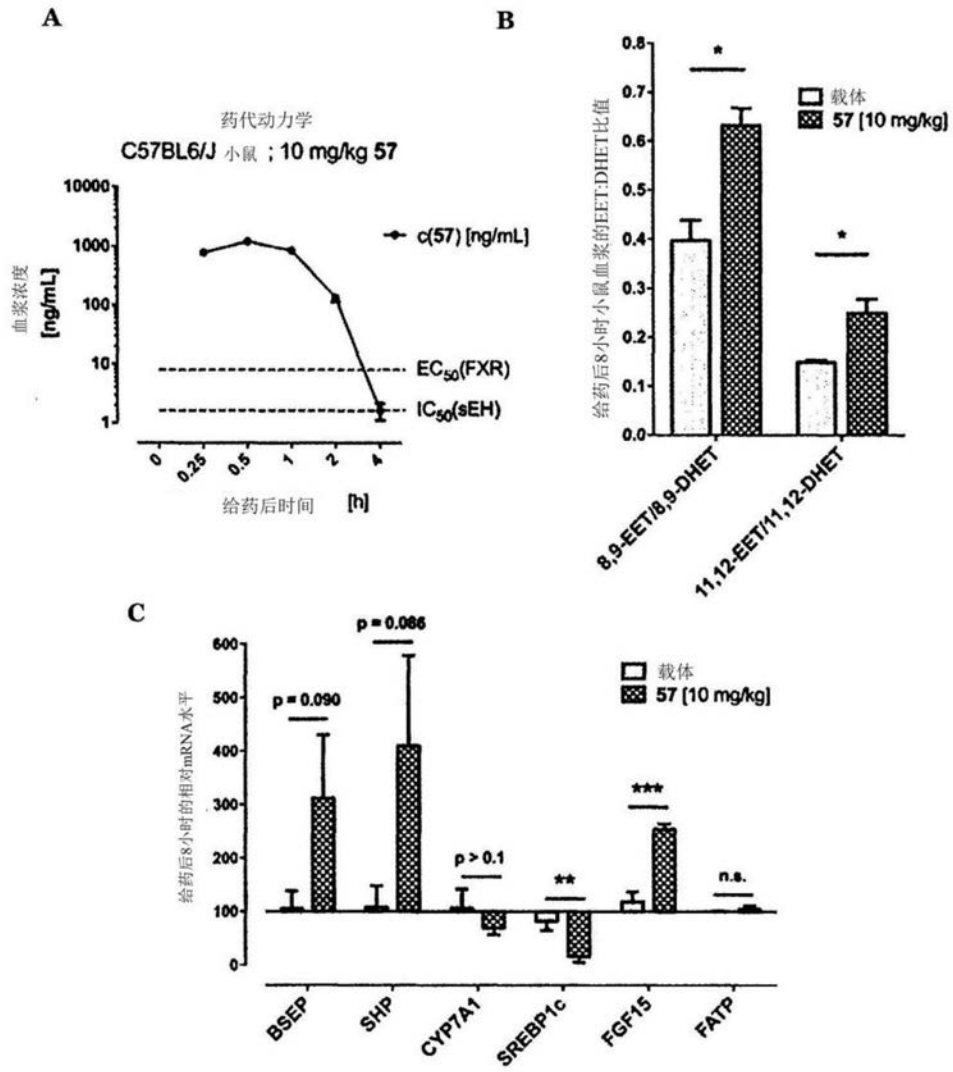 A
药代动力学
C57BL6/J 小鼠 ; 10 mg/kg 57
血浆浓度
[ng/mL]
10000
1000
100
10
1
c(57) [ng/mL]
EC50(FXR)
IC50(sEH)
0
0.25
0.5
1
2
4
给药后时间 [h]
B
给药后8小时小鼠血浆的EET:DHET比值
0.8
0.7
0.6
0.5
0.4
0.3
0.2
0.1
0.0
*
*
载体
57 [10 mg/kg]
8,9-EET/8,9-DHET
11,12-EET/11,12-DHET
C
给药后8小时的相对mRNA水平
600
500
400
300
200
100
0
p = 0.090
p = 0.086
p > 0.1
**
***
n.s.
载体
57 [10 mg/kg]
BSEP
SHP
CYP7A1
SREBP1c
FGF15
FATP